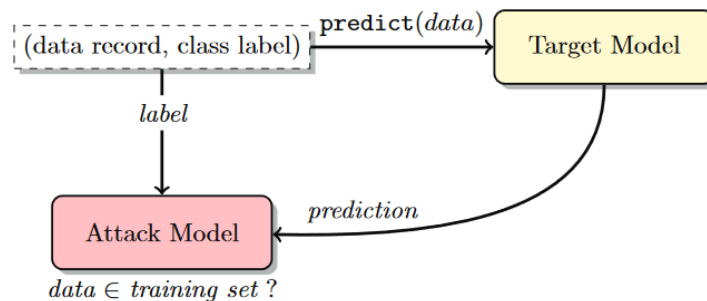 (data record, class label)
predict(data)
Target Model
label
prediction
Attack Model
data ∈ training set ?